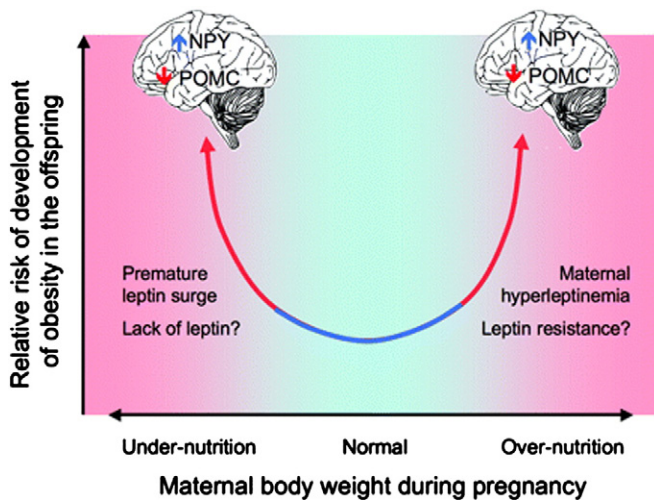 NPY
POMC
NPY
POMC
Relative risk of development
of obesity in the offspring
Premature
leptin surge
Lack of leptin?
Maternal
hyperleptinemia
Leptin resistance?
Under-nutrition
Normal
Over-nutrition
Maternal body weight during pregnancy